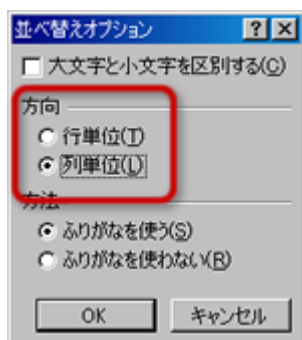 並べ替えオプション
大文字と小文字を区別する(C)
方向
行単位(T)
列単位(L)
方法
ふりがなを使う(S)
ふりがなを使わない(R)
OK キャンセル